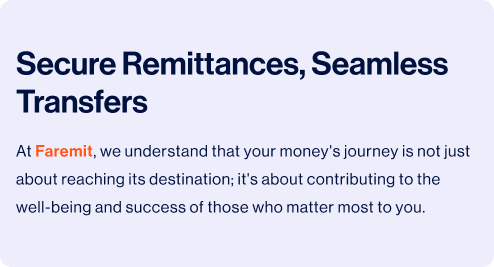 Secure Remittances, Seamless
Transfers
At Faremit, we understand that your money's journey is not just
about reaching its destination; it's about contributing to the
well-being and success of those who matter most to you.